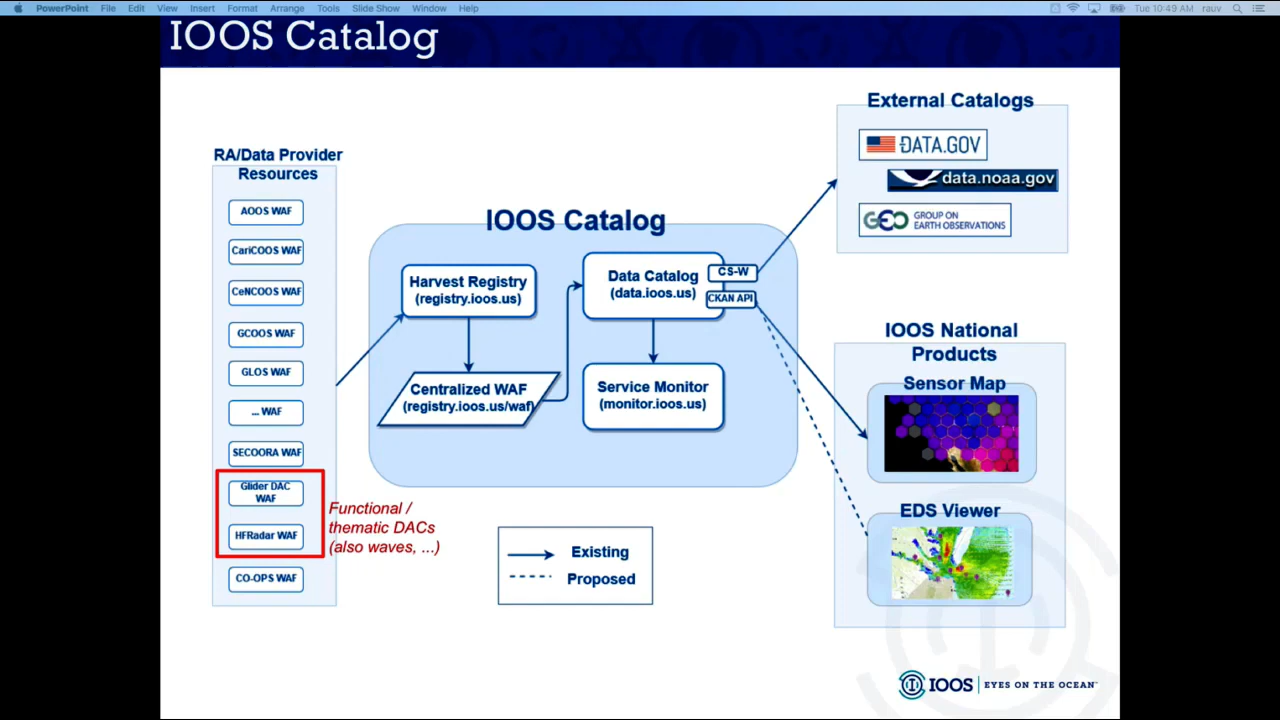 PowerPoint File Edit View Insert Format Arrange Tools Slide Show Window Help
Tue 10:49 AM rauv
IOOS Catalog
RA/Data Provider
Resources
AOOS WAF
CariCOOS WAF
CeNCOOS WAF
GCOOS WAF
GLOS WAF
... WAF
SECOORA WAF
Glider DAC
WAF
HFRadar WAF
CO-OPS WAF
Functional /
thematic DACs
(also waves, ...)
IOOS Catalog
Harvest Registry
(registry.ioos.us)
Centralized WAF
(registry.ioos.us/waf)
Data Catalog
(data.ioos.us)
CS-W
CKAN API
Service Monitor
(monitor.ioos.us)
Existing
Proposed
External Catalogs
DATA.GOV
data.noaa.gov
GEO GROUP ON
EARTH OBSERVATIONS
IOOS National
Products
Sensor Map
EDS Viewer
IOOS EYES ON THE OCEAN™